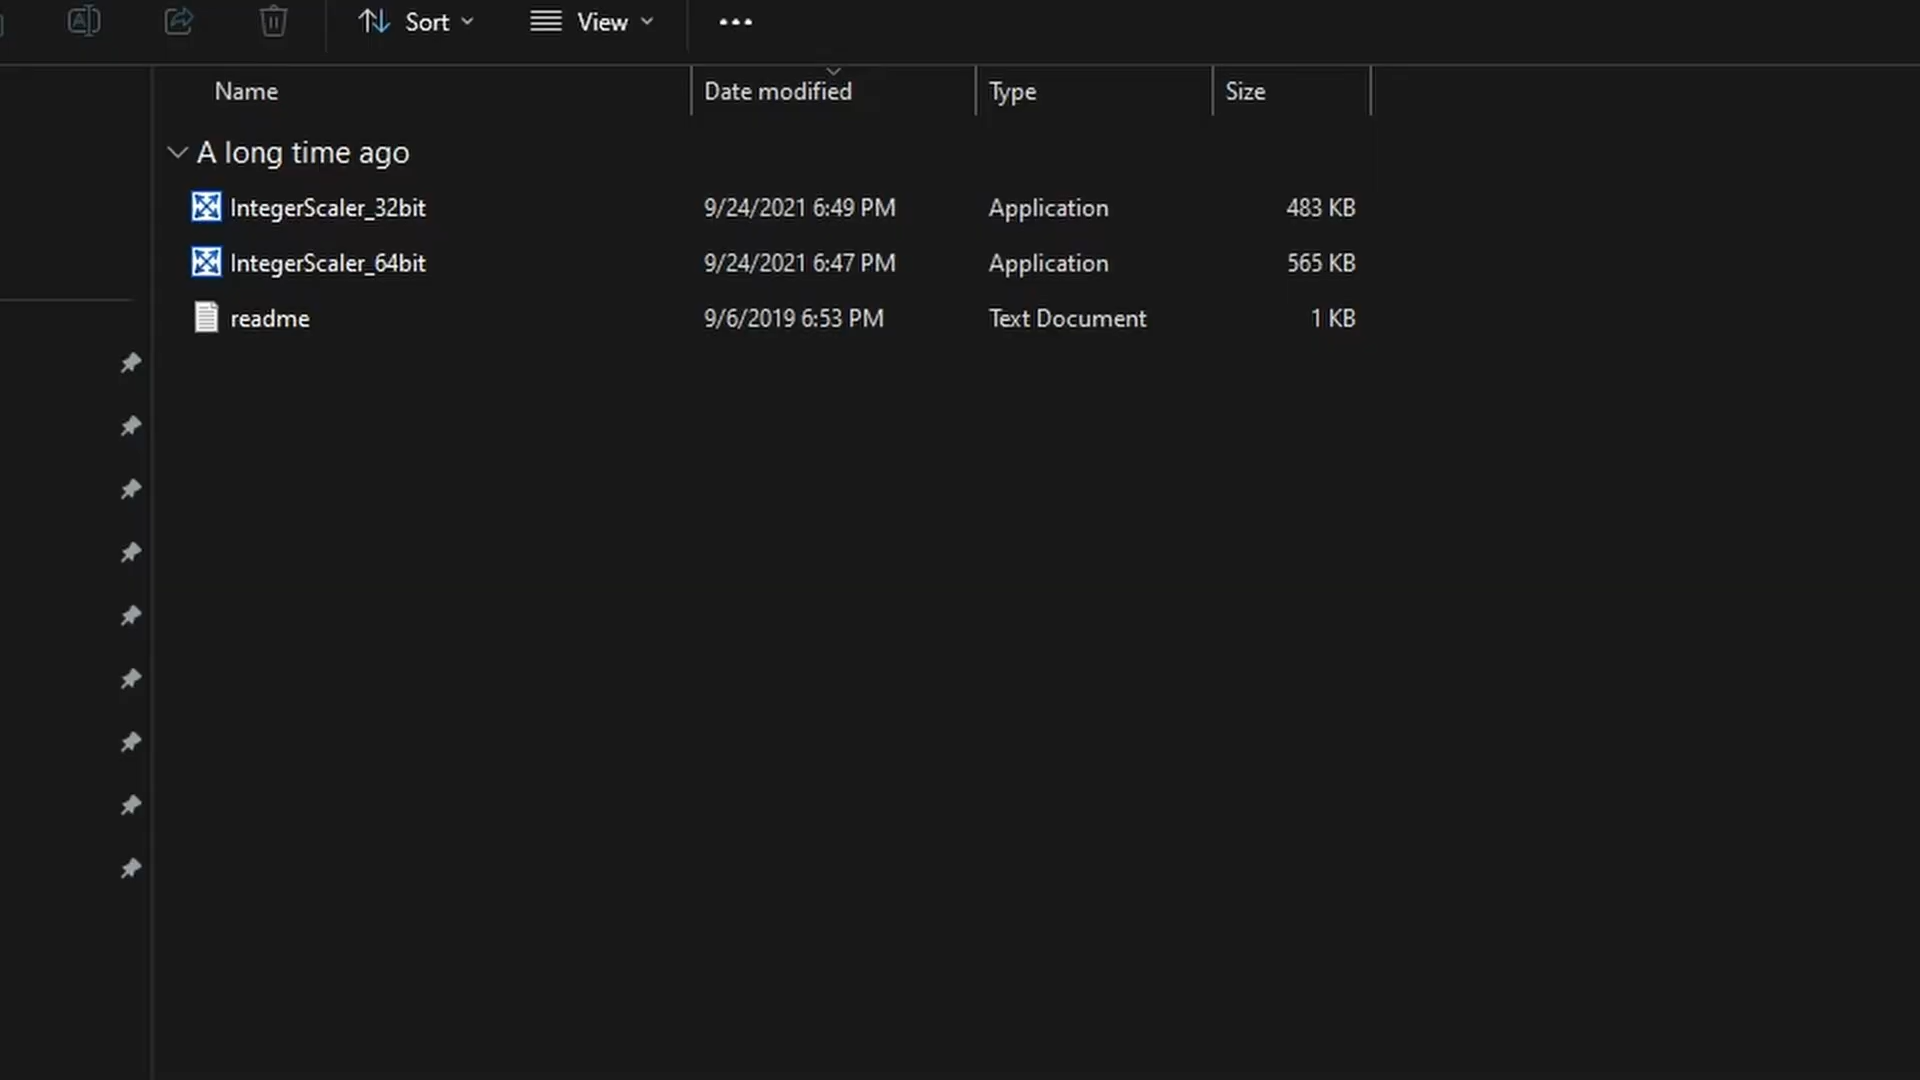 Sort View
Name Date modified Type Size
A long time ago
IntegerScaler_32bit 9/24/2021 6:49 PM Application 483 KB
IntegerScaler_64bit 9/24/2021 6:47 PM Application 565 KB
readme 9/6/2019 6:53 PM Text Document 1 KB